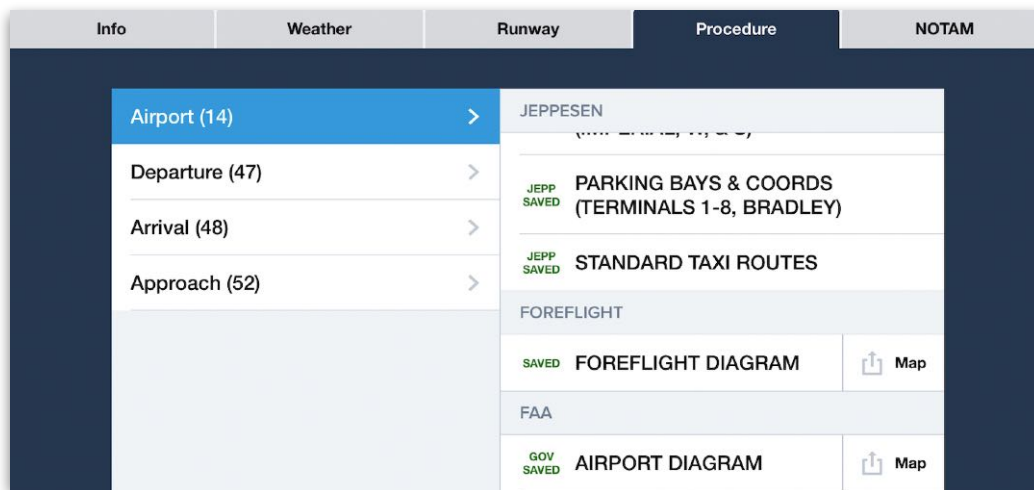 Info
Weather
Runway
Procedure
NOTAM
Airport (14)
Departure (47)
Arrival (48)
Approach (52)
JEPPESEN
JEPP
SAVED
PARKING BAYS & COORDS
(TERMINALS 1-8, BRADLEY)
JEPP
SAVED
STANDARD TAXI ROUTES
FOREFLIGHT
SAVED
FOREFLIGHT DIAGRAM
Map
FAA
GOV
SAVED
AIRPORT DIAGRAM
Map